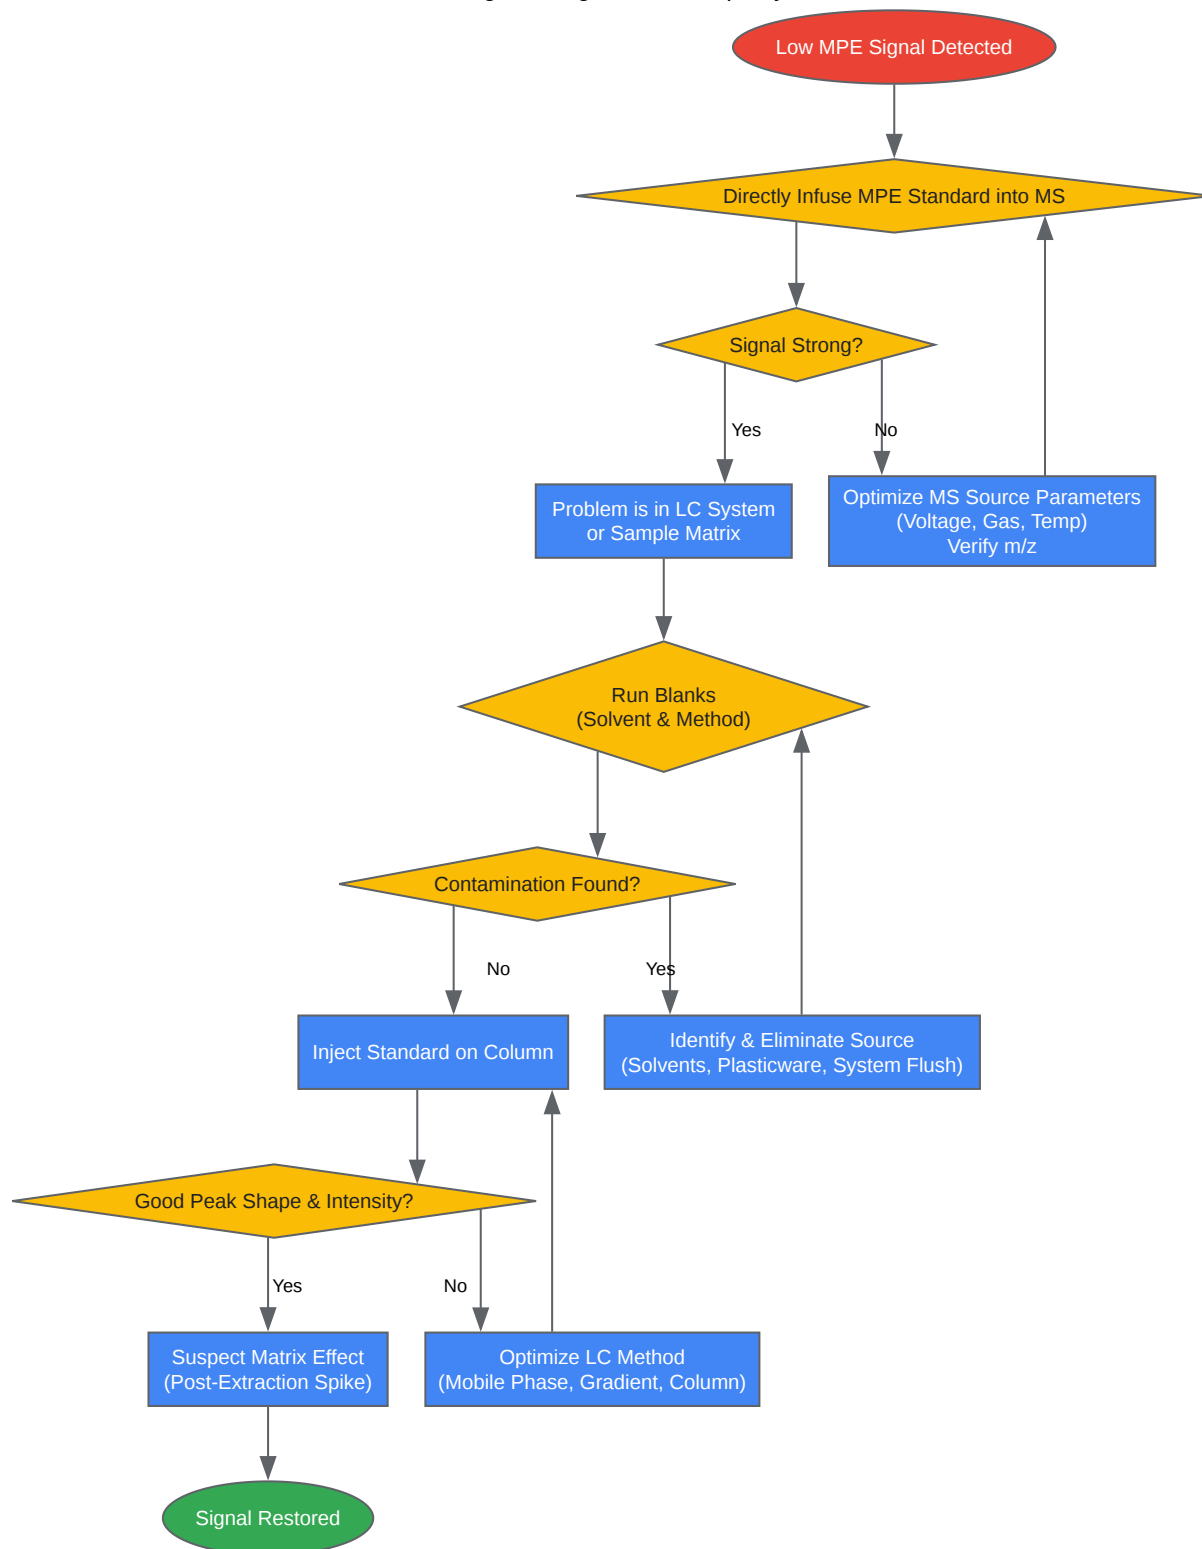 Low MPE Signal Detected
Directly Infuse MPE Standard into MS
Signal Strong?
Yes
No
Problem is in LC System
or Sample Matrix
Optimize MS Source Parameters
(Voltage, Gas, Temp)
Verify m/z
Run Blanks
(Solvent & Method)
Contamination Found?
No
Yes
Inject Standard on Column
Identify & Eliminate Source
(Solvents, Plasticware, System Flush)
Good Peak Shape & Intensity?
Yes
No
Suspect Matrix Effect
(Post-Extraction Spike)
Optimize LC Method
(Mobile Phase, Gradient, Column)
Signal Restored